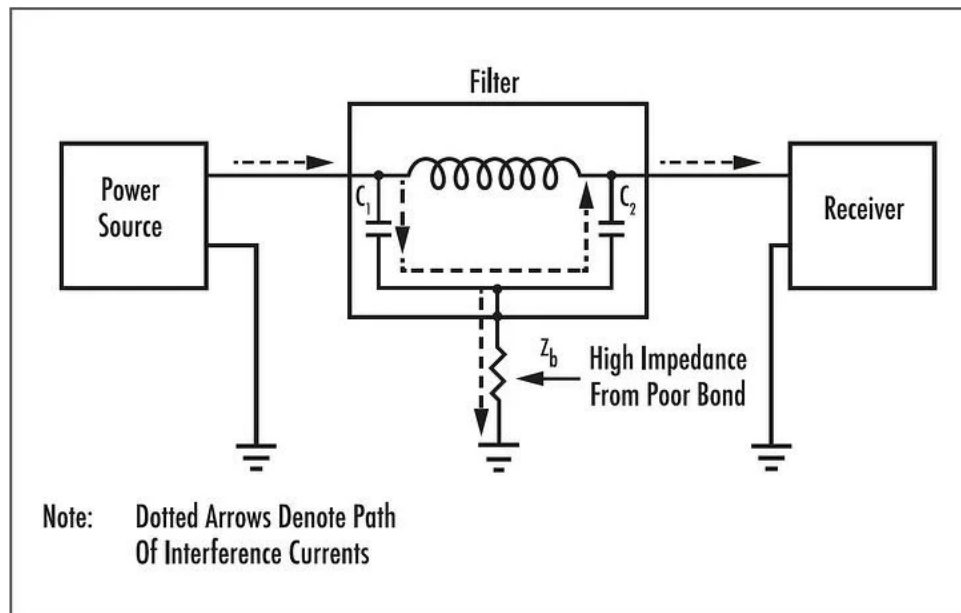 Filter
Power
Source
C₁
C₂
Receiver
Z_b
High Impedance
From Poor Bond
Note: Dotted Arrows Denote Path
Of Interference Currents